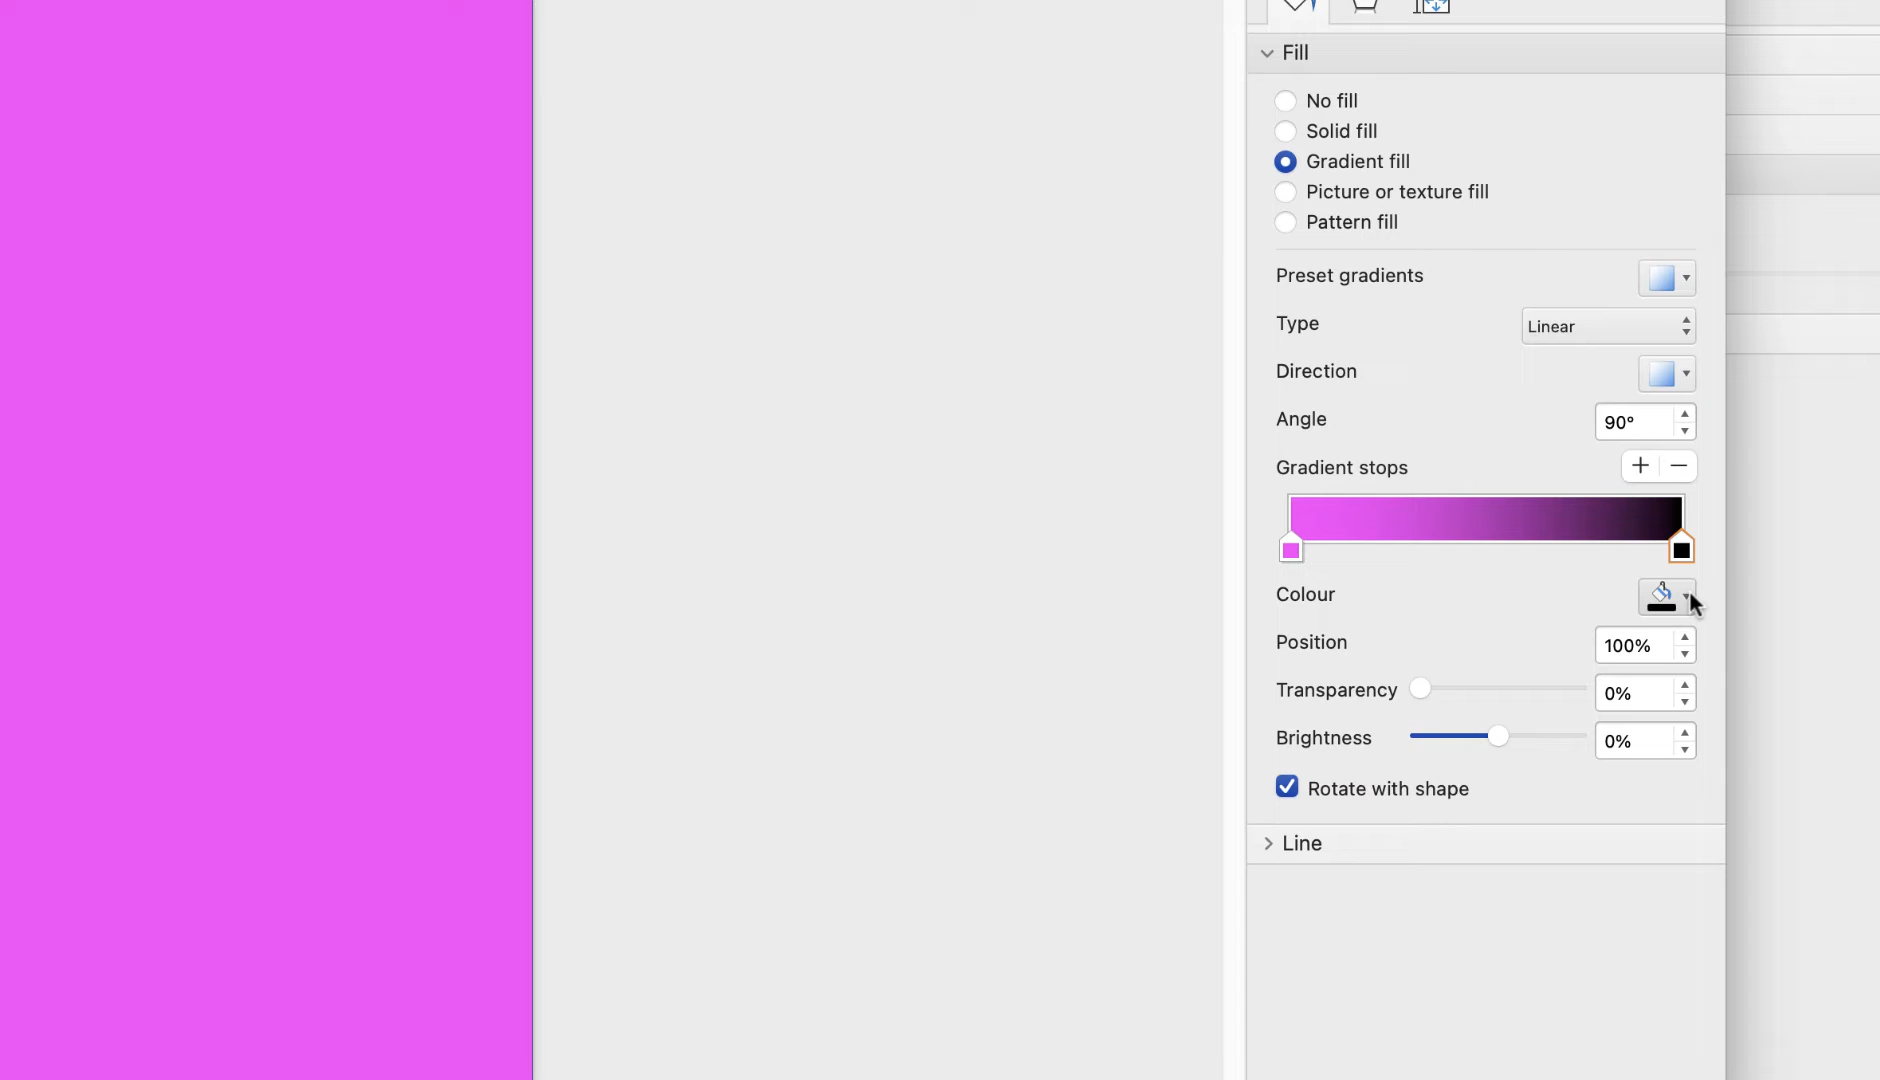 Fill
No fill
Solid fill
Gradient fill
Picture or texture fill
Pattern fill
Preset gradients
Type Linear
Direction
Angle 90°
Gradient stops
Colour
Position 100%
Transparency 0%
Brightness 0%
Rotate with shape
Line